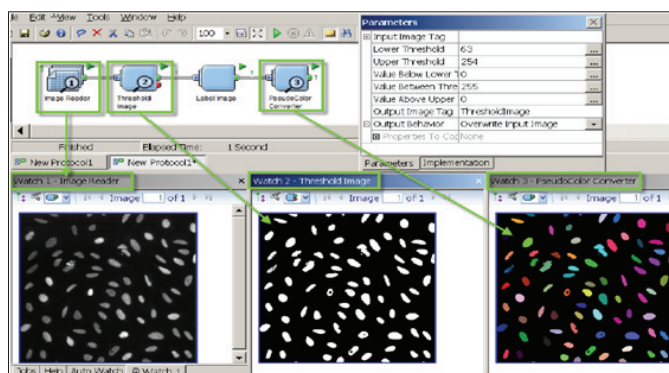 File Edit View Tools Window Help
100
Image Reader
Threshold Image
Label Image
PseudoColor Converter
Finished Elapsed Time: 1 Second
New Protocol1 New Protocol1*
Parameters
Input Image Tag
Lower Threshold 63
Upper Threshold 254
Value Below Lower T 0
Value Between Thre 255
Value Above Upper 0
Output Image Tag ThresholdImage
Output Behavior Overwrite Input Image
Properties To Cop None
Parameters Implementation
Watch 1 - Image Reader
Image 1 of 1
Watch 2 - Threshold Image
Image 1 of 1
Watch 3 - PseudoColor Converter
Image 1 of 1
Jobs Help Auto Watch Watch 1